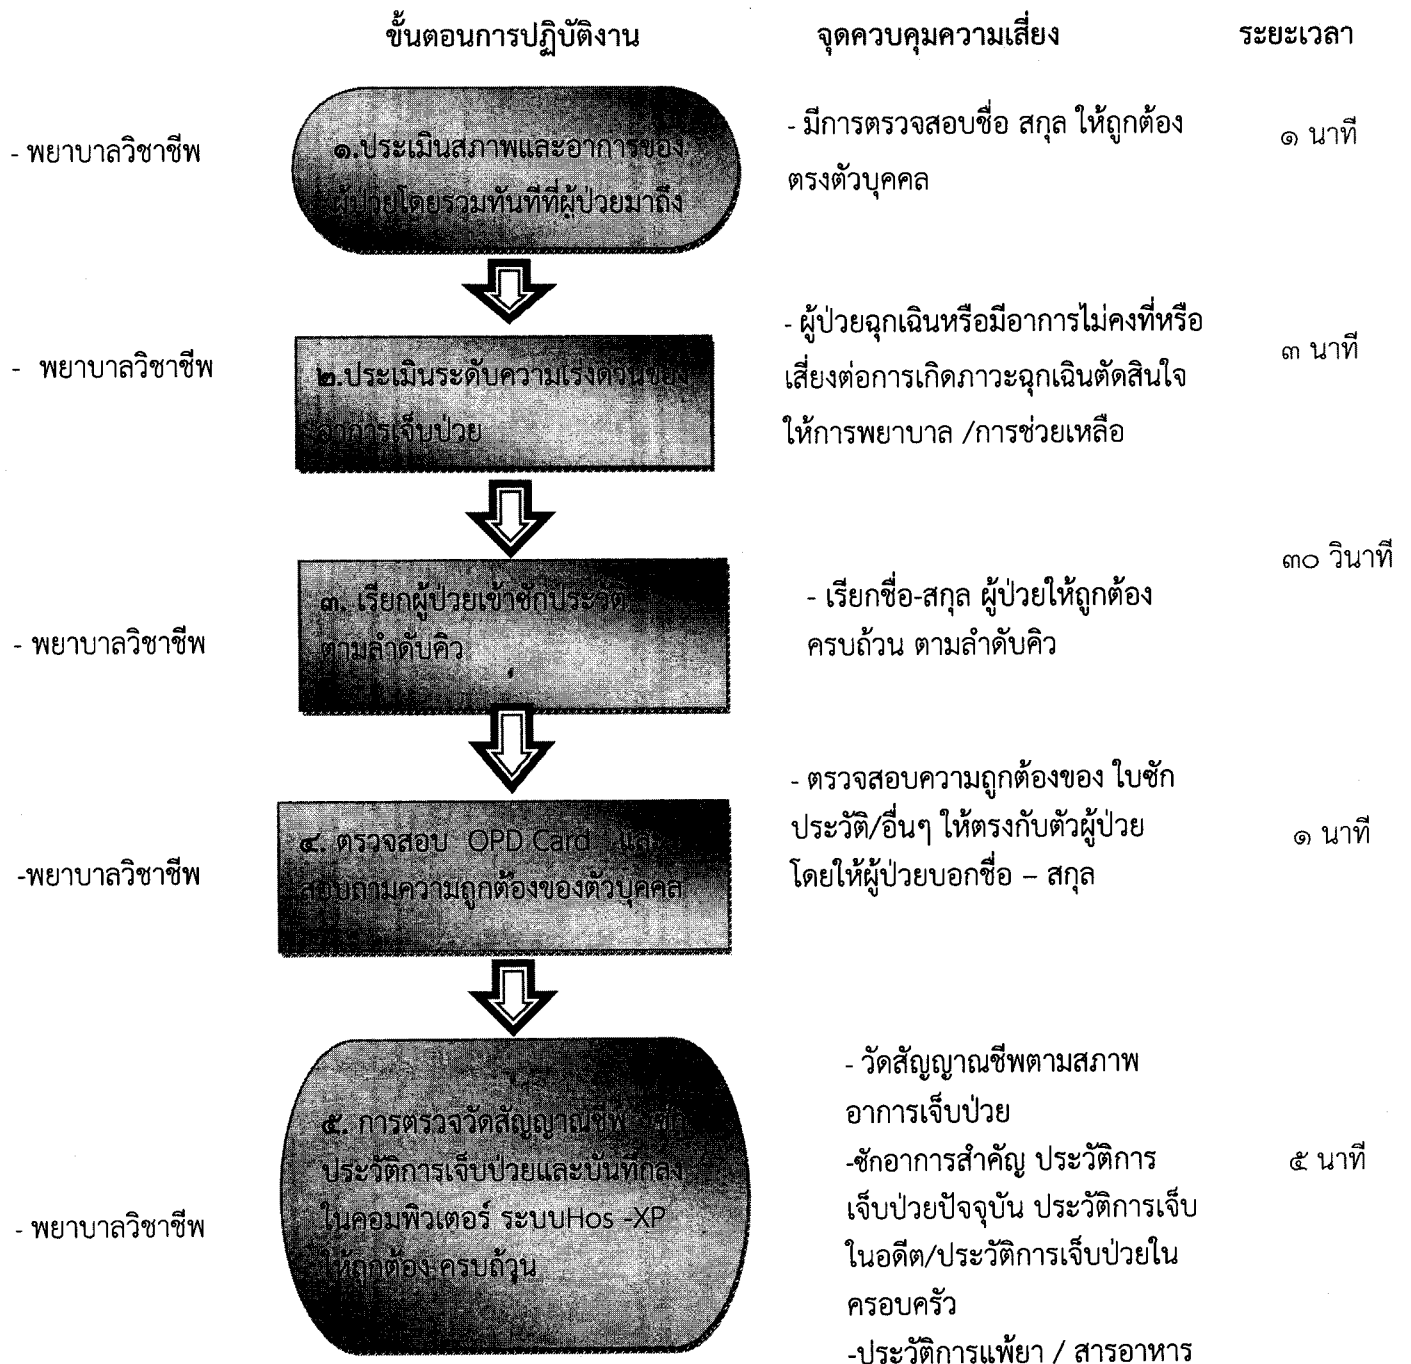 ขั้นตอนการปฏิบัติงาน จุดควบคุมความเสี่ยง ระยะเวลา
- พยาบาลวิชาชีพ
๑.ประเมินสภาพและอาการของ
ผู้ป่วยโดยรวมทันทีที่ผู้ป่วยมาถึง
- มีการตรวจสอบชื่อ สกุล ให้ถูกต้อง
ตรงตัวบุคคล
๑ นาที
- พยาบาลวิชาชีพ
๒.ประเมินระดับความเร่งด่วนของ
อาการเจ็บป่วย
- ผู้ป่วยฉุกเฉินหรือมีอาการไม่คงที่หรือ
เสี่ยงต่อการเกิดภาวะฉุกเฉินตัดสินใจ
ให้การพยาบาล /การช่วยเหลือ
๓ นาที
- พยาบาลวิชาชีพ
๓. เรียกผู้ป่วยเข้าซักประวัติ
ตามลำดับคิว
- เรียกชื่อ-สกุล ผู้ป่วยให้ถูกต้อง
ครบถ้วน ตามลำดับคิว
๓๐ วินาที
-พยาบาลวิชาชีพ
๔. ตรวจสอบ OPD Card และ
สอบถามความถูกต้องของตัวบุคคล
- ตรวจสอบความถูกต้องของ ใบซัก
ประวัติ/อื่นๆ ให้ตรงกับตัวผู้ป่วย
โดยให้ผู้ป่วยบอกชื่อ – สกุล
๑ นาที
- พยาบาลวิชาชีพ
๕. การตรวจวัดสัญญาณชีพ ซัก
ประวัติการเจ็บป่วยและบันทึกลง
ในคอมพิวเตอร์ ระบบHos -XP
ให้ถูกต้อง ครบถ้วน
- วัดสัญญาณชีพตามสภาพ
อาการเจ็บป่วย
-ซักอาการสำคัญ ประวัติการ
เจ็บป่วยปัจจุบัน ประวัติการเจ็บ
ในอดีต/ประวัติการเจ็บป่วยใน
ครอบครัว
-ประวัติการแพ้ยา / สารอาหาร
๕ นาที